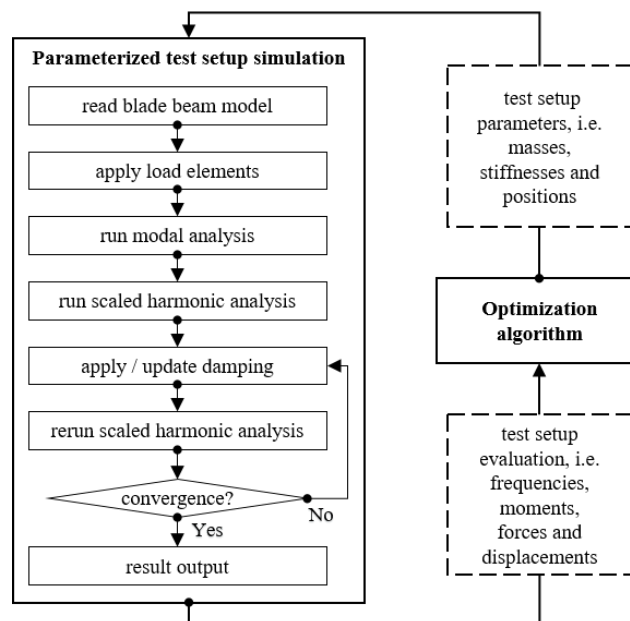 Parameterized test setup simulation
read blade beam model
apply load elements
run modal analysis
run scaled harmonic analysis
apply / update damping
rerun scaled harmonic analysis
convergence?
No
Yes
result output
test setup
parameters, i.e.
masses,
stiffnesses and
positions
Optimization
algorithm
test setup
evaluation, i.e.
frequencies,
moments,
forces and
displacements